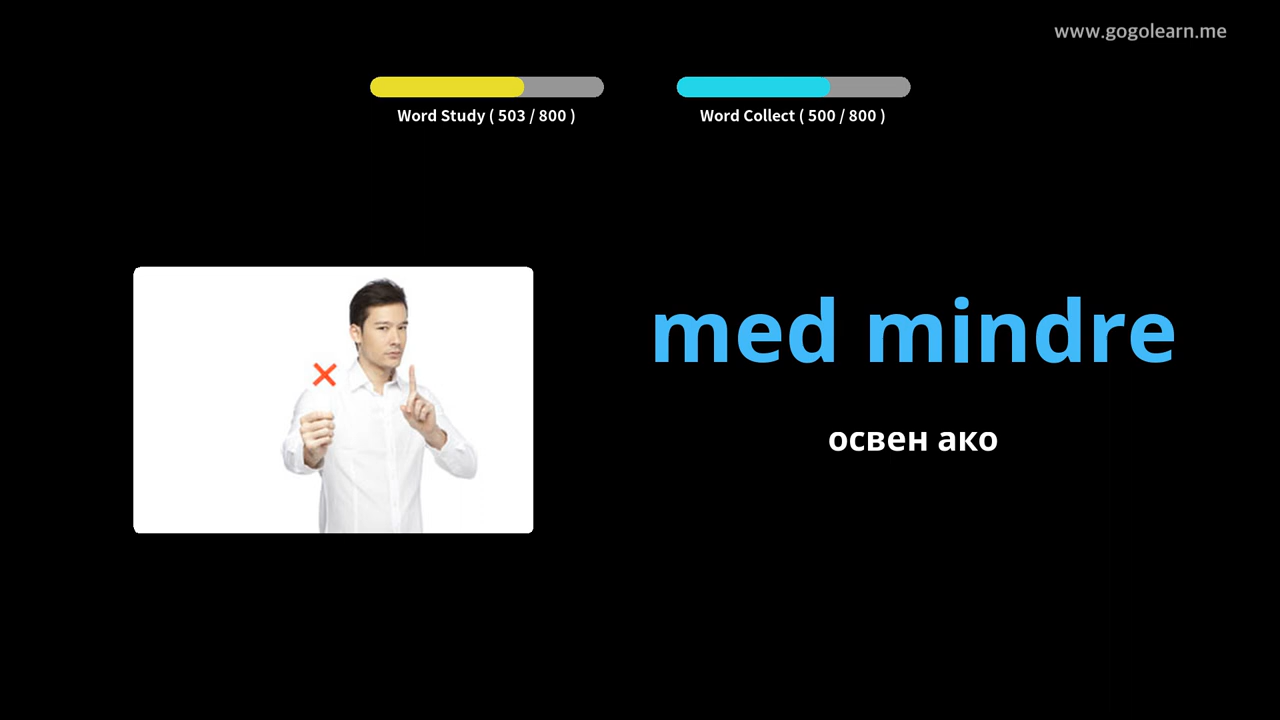 www.gogolearn.me
Word Study ( 503 / 800 )
Word Collect ( 500 / 800 )
med mindre
освен ако